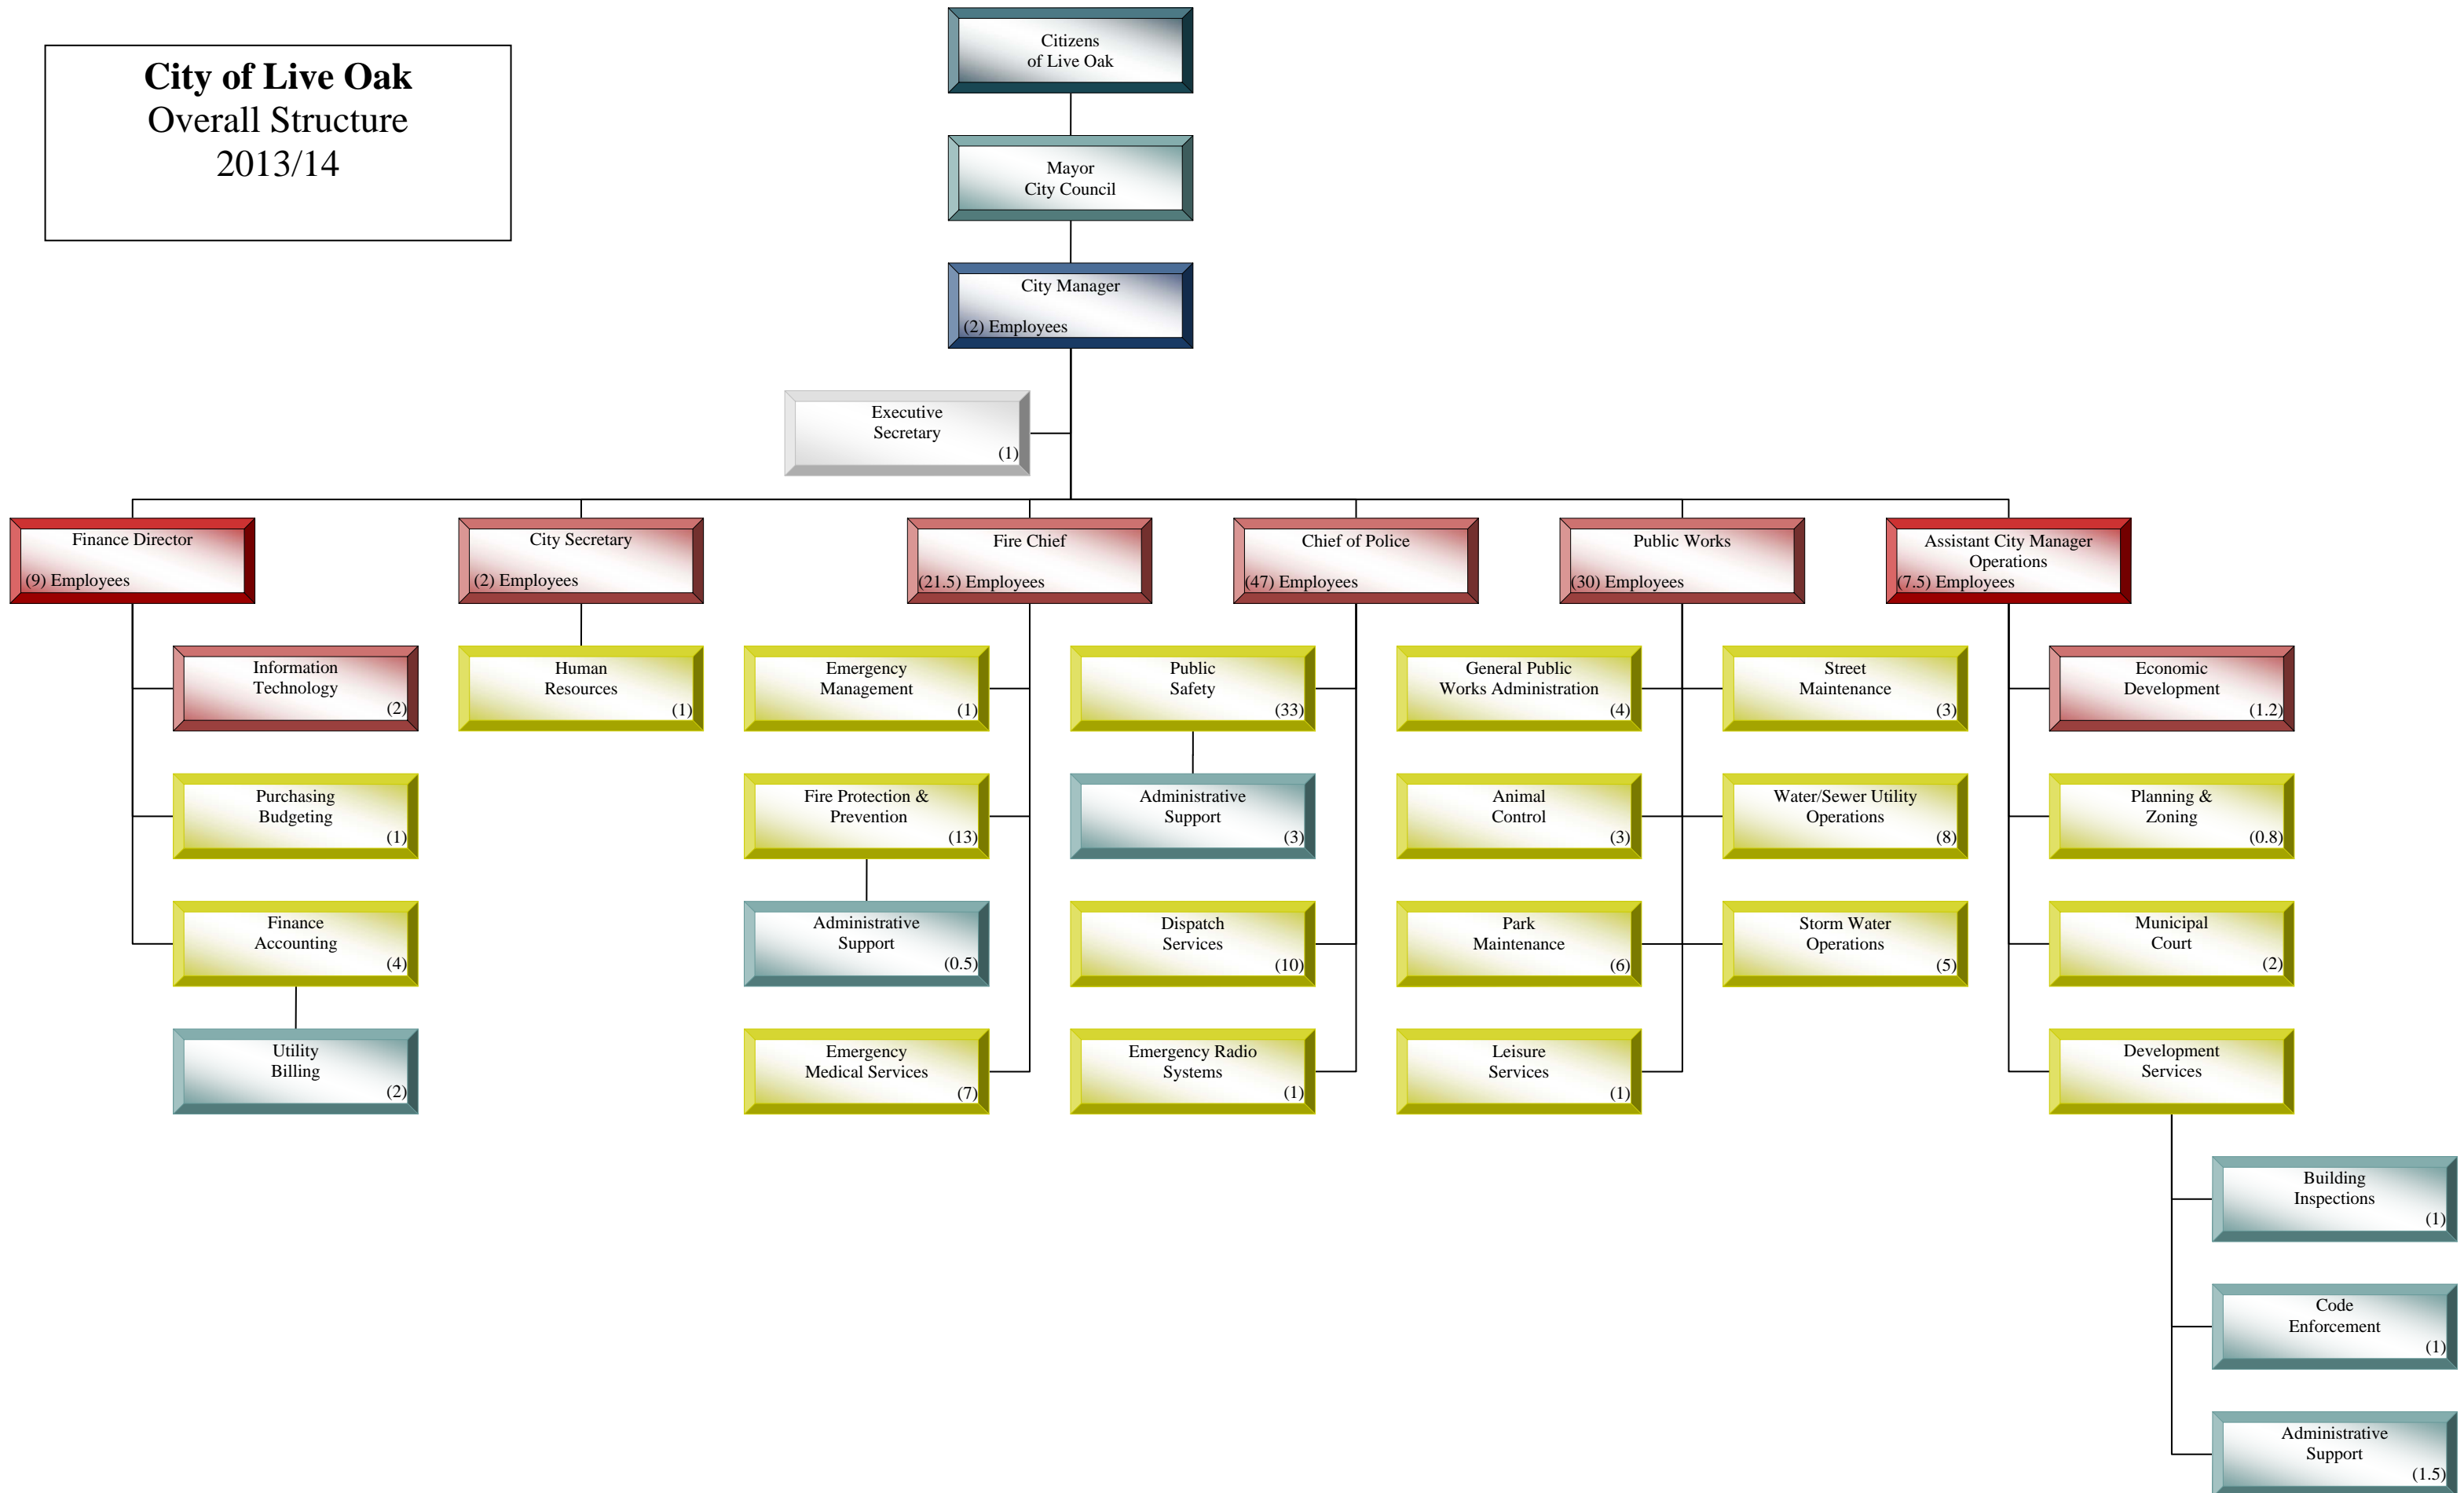 City of Live Oak
Overall Structure
2013/14
Citizens
of Live Oak
Mayor
City Council
City Manager
(2) Employees
Executive
Secretary
(1)
Finance Director
(9) Employees
City Secretary
(2) Employees
Fire Chief
(21.5) Employees
Chief of Police
(47) Employees
Public Works
(30) Employees
Assistant City Manager
Operations
(7.5) Employees
Information
Technology
(2)
Human
Resources
(1)
Emergency
Management
(1)
Public
Safety
(33)
General Public
Works Administration
(4)
Street
Maintenance
(3)
Economic
Development
(1.2)
Purchasing
Budgeting
(1)
Fire Protection &
Prevention
(13)
Administrative
Support
(3)
Animal
Control
(3)
Water/Sewer Utility
Operations
(8)
Planning &
Zoning
(0.8)
Finance
Accounting
(4)
Administrative
Support
(0.5)
Dispatch
Services
(10)
Park
Maintenance
(6)
Storm Water
Operations
(5)
Municipal
Court
(2)
Utility
Billing
(2)
Emergency
Medical Services
(7)
Emergency Radio
Systems
(1)
Leisure
Services
(1)
Development
Services
Building
Inspections
(1)
Code
Enforcement
(1)
Administrative
Support
(1.5)